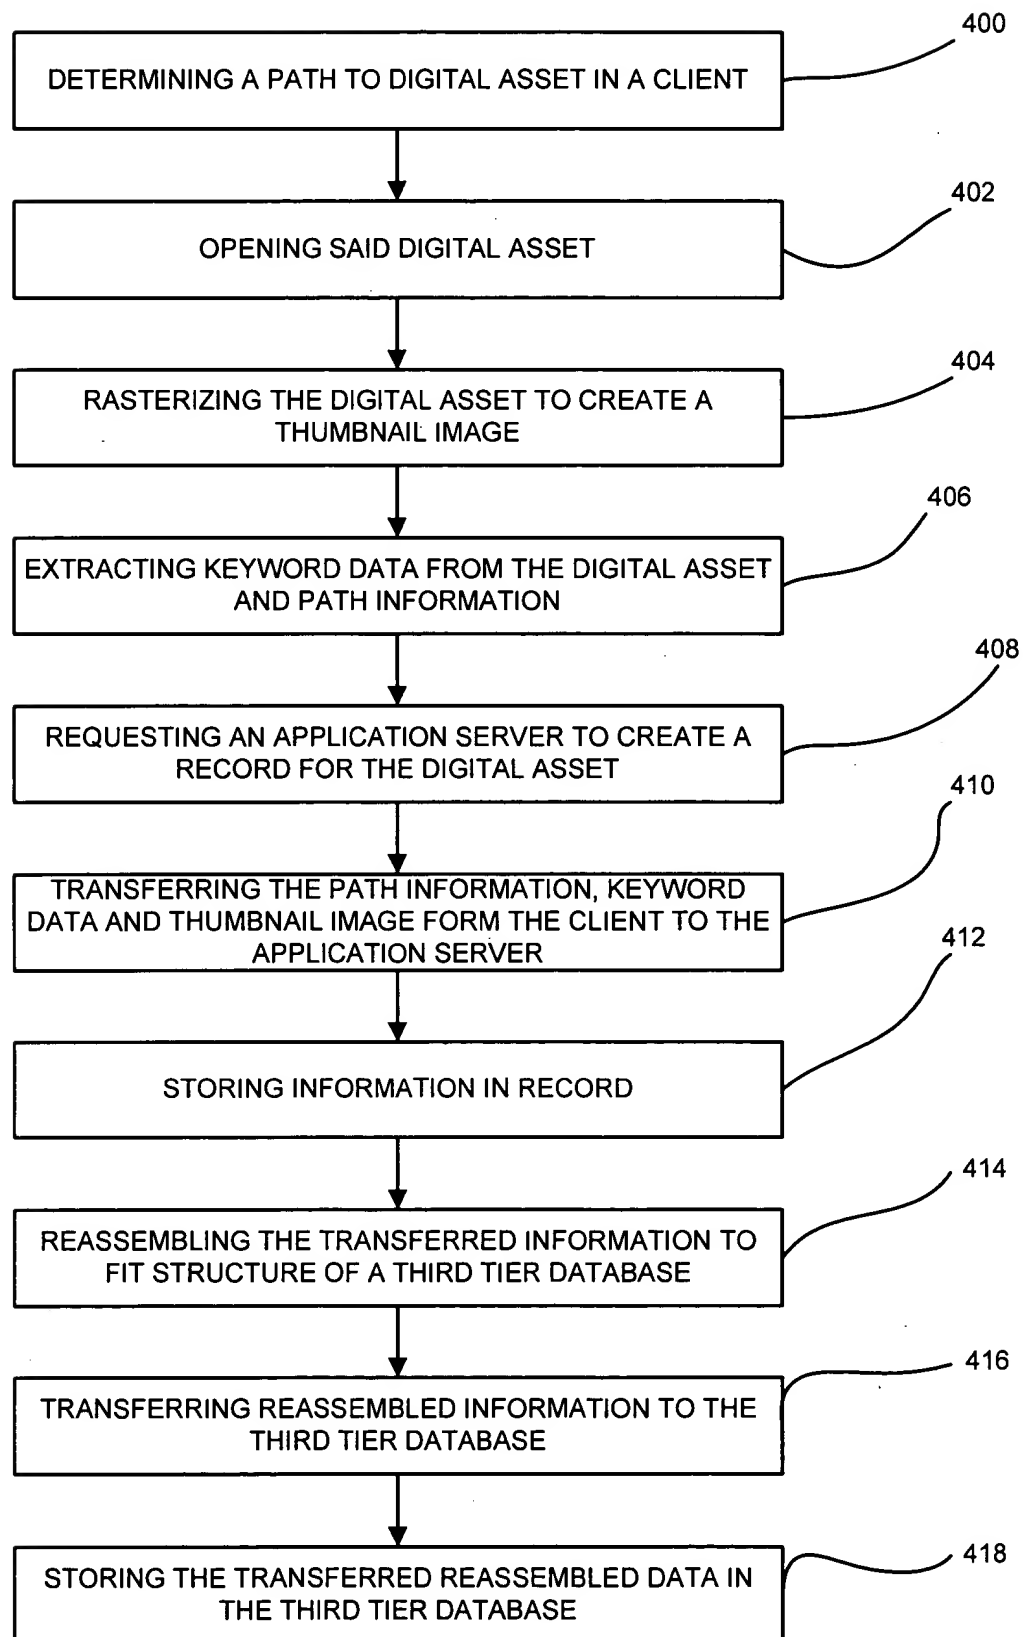 400
DETERMINING A PATH TO DIGITAL ASSET IN A CLIENT
402
OPENING SAID DIGITAL ASSET
404
RASTERIZING THE DIGITAL ASSET TO CREATE A
THUMBNAIL IMAGE
406
EXTRACTING KEYWORD DATA FROM THE DIGITAL ASSET
AND PATH INFORMATION
408
REQUESTING AN APPLICATION SERVER TO CREATE A
RECORD FOR THE DIGITAL ASSET
410
TRANSFERRING THE PATH INFORMATION, KEYWORD
DATA AND THUMBNAIL IMAGE FORM THE CLIENT TO THE
APPLICATION SERVER
412
STORING INFORMATION IN RECORD
414
REASSEMBLING THE TRANSFERRED INFORMATION TO
FIT STRUCTURE OF A THIRD TIER DATABASE
416
TRANSFERRING REASSEMBLED INFORMATION TO THE
THIRD TIER DATABASE
418
STORING THE TRANSFERRED REASSEMBLED DATA IN
THE THIRD TIER DATABASE